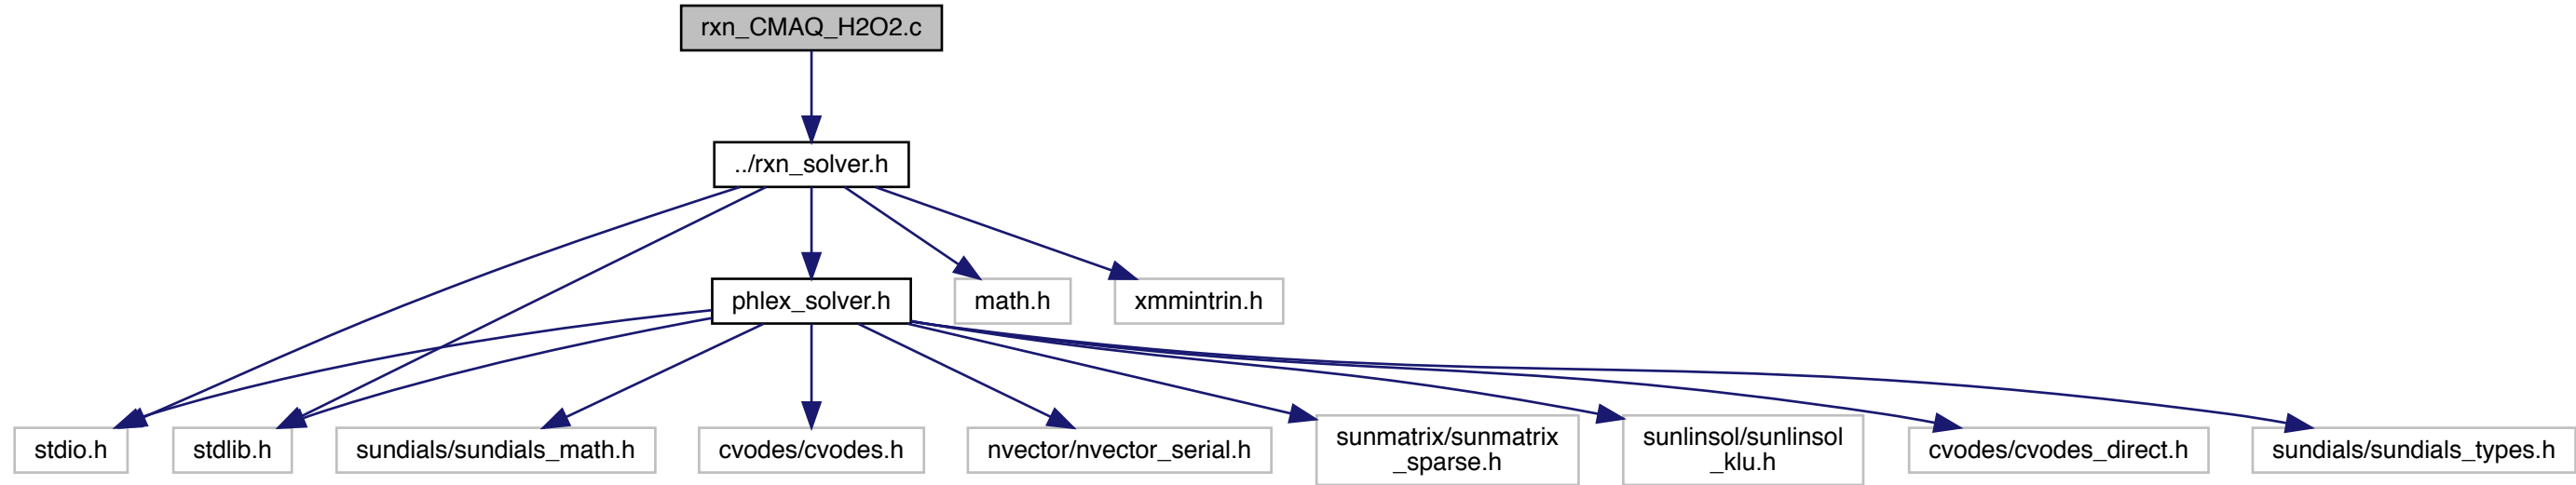 rxn_CMAQ_H2O2.c
../rxn_solver.h
phlex_solver.h
math.h
xmmintrin.h
stdio.h
stdlib.h
sundials/sundials_math.h
cvodes/cvodes.h
nvector/nvector_serial.h
sunmatrix/sunmatrix
_sparse.h
sunlinsol/sunlinsol
_klu.h
cvodes/cvodes_direct.h
sundials/sundials_types.h